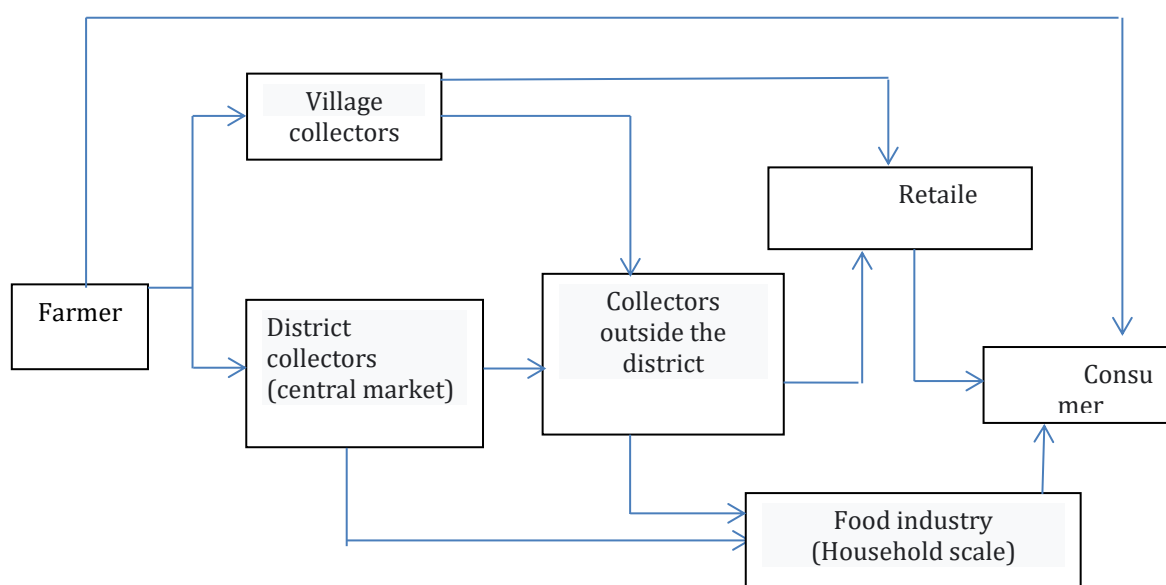 Village
collectors
Retaile
Farmer
District
collectors
(central market)
Collectors
outside the
district
Consu
mer
Food industry
(Household scale)